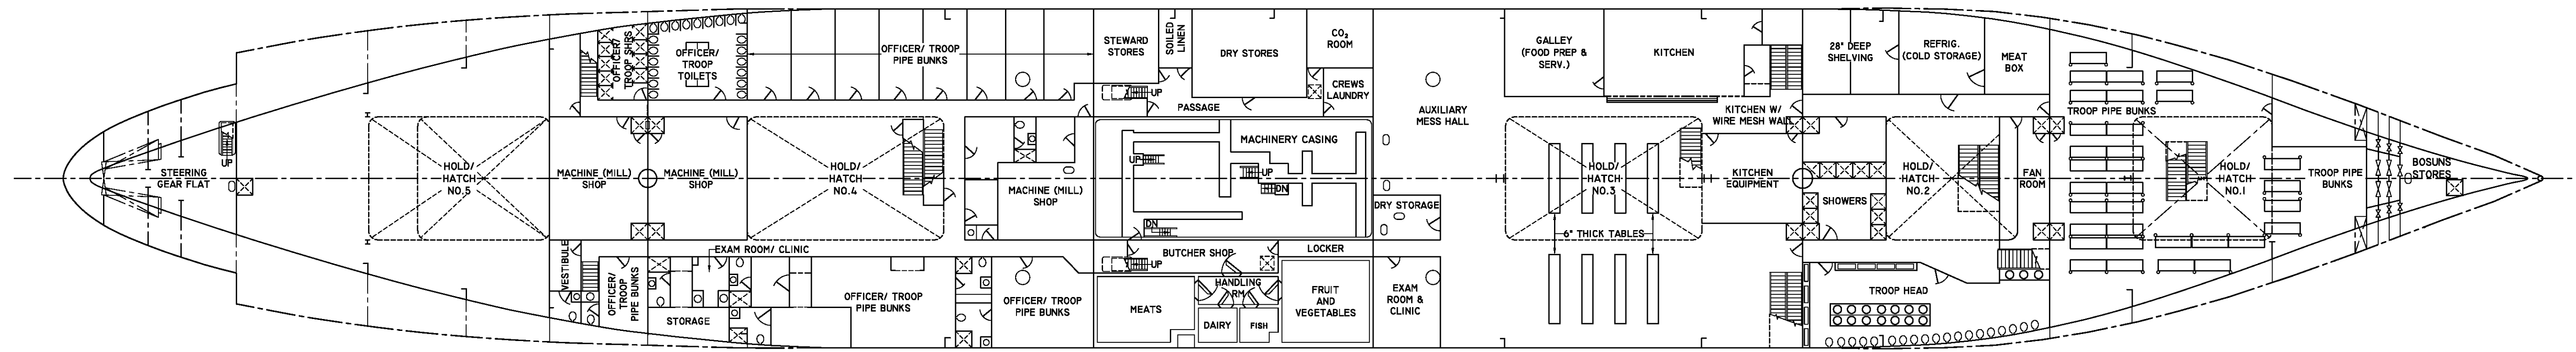 STEERING
GEAR FLAT
UP
HOLD/
HATCH
NO.5
MACHINE (MILL)
SHOP
MACHINE (MILL)
SHOP
OFFICER/
TROOP SHRS
OFFICER/
TROOP
TOILETS
OFFICER/ TROOP
PIPE BUNKS
HOLD/
HATCH
NO.4
VESTIBULE
OFFICER/
TROOP
PIPE BUNKS
EXAM ROOM/ CLINIC
STORAGE
OFFICER/ TROOP
PIPE BUNKS
OFFICER/ TROOP
PIPE BUNKS
MACHINE (MILL)
SHOP
STEWARD
STORES
SOILED
LINEN
DRY STORES
CO₂
ROOM
CREWS
LAUNDRY
UP
PASSAGE
MACHINERY CASING
UP
UP
DN
DN
BUTCHER SHOP
LOCKER
UP
MEATS
HANDLING
RM
DAIRY
FISH
FRUIT
AND
VEGETABLES
AUXILIARY
MESS HALL
DRY STORAGE
EXAM
ROOM &
CLINIC
GALLEY
(FOOD PREP &
SERV.)
KITCHEN
HOLD/
HATCH
NO.3
6" THICK TABLES
KITCHEN W/
WIRE MESH WALL
KITCHEN
EQUIPMENT
28" DEEP
SHELVING
REFRIG.
(COLD STORAGE)
MEAT
BOX
SHOWERS
HOLD/
HATCH
NO.2
FAN
ROOM
TROOP HEAD
TROOP PIPE BUNKS
HOLD/
HATCH
NO.1
TROOP PIPE
BUNKS
BOSUNS
STORES